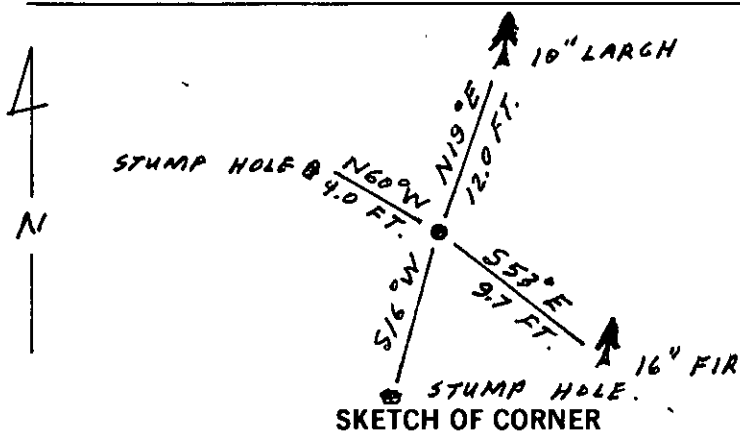 10" LARCH
N19°E
12.0 FT.
STUMP HOLE
N60°W
4.0 FT.
N
S16°W
S53°E
9.7 FT.
16" FIR
STUMP HOLE.
SKETCH OF CORNER